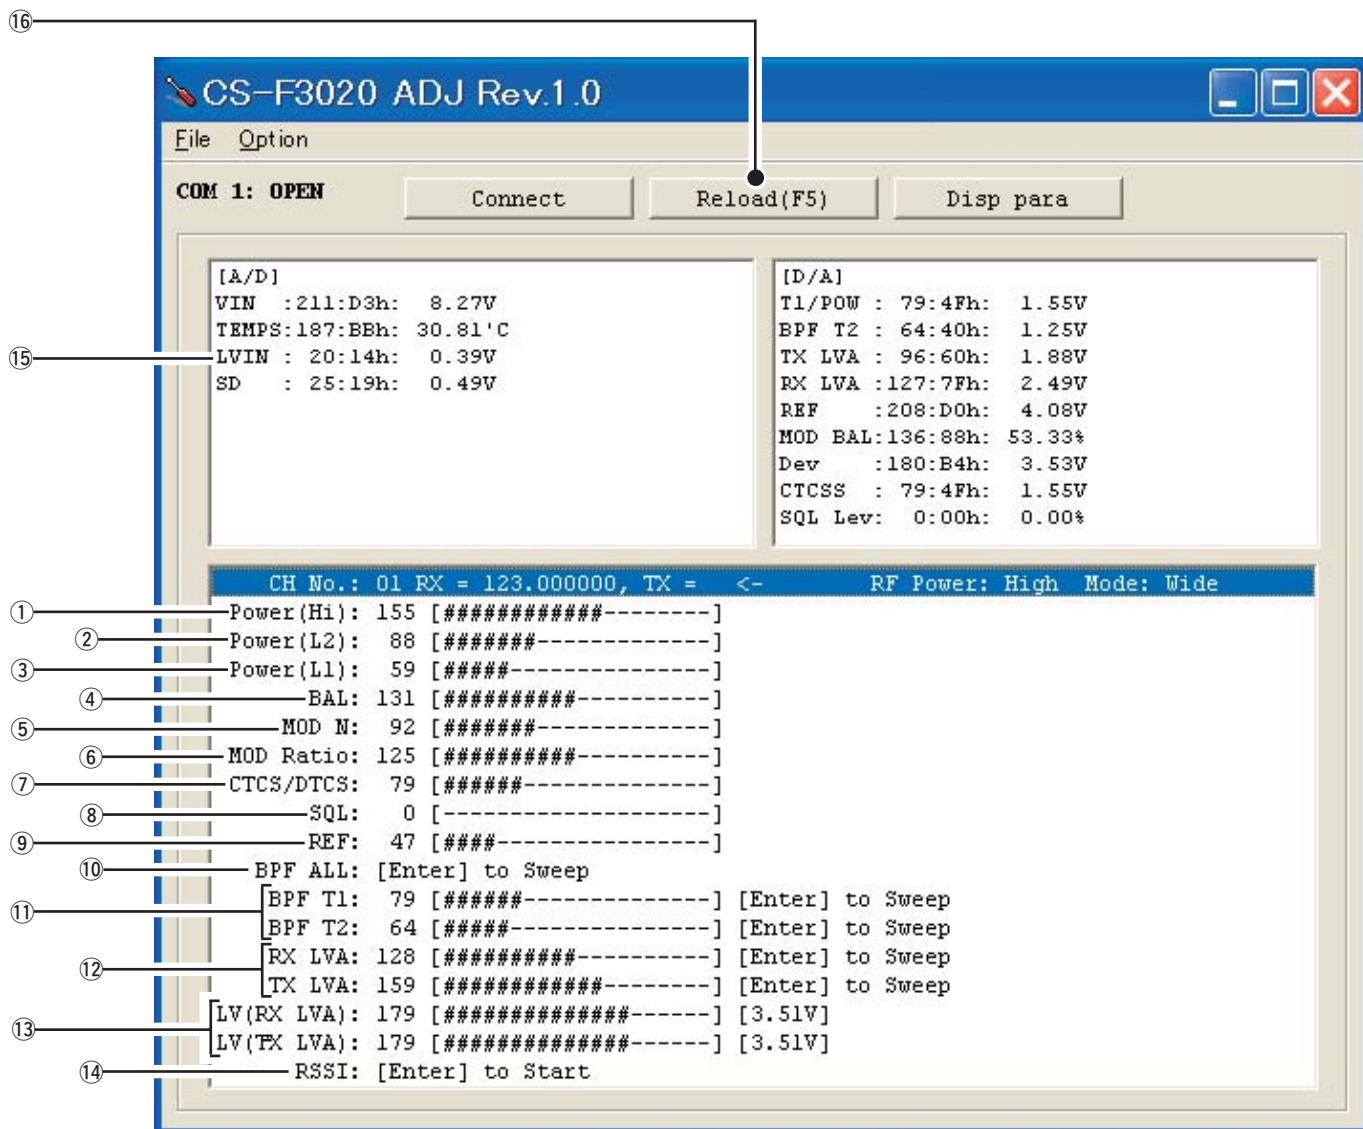 ⑯
CS-F3020 ADJ Rev.1.0
File Option
COM 1: OPEN Connect Reload(F5) Disp para
[A/D]
VIN :211:D3h: 8.27V
TEMPS:187:BBh: 30.81'C
⑮ LVIN : 20:14h: 0.39V
SD : 25:19h: 0.49V
[D/A]
T1/POW : 79:4Fh: 1.55V
BPF T2 : 64:40h: 1.25V
TX LVA : 96:60h: 1.88V
RX LVA :127:7Fh: 2.49V
REF :208:D0h: 4.08V
MOD BAL:136:88h: 53.33%
Dev :180:B4h: 3.53V
CTCSS : 79:4Fh: 1.55V
SQL Lev: 0:00h: 0.00%
CH No.: 01 RX = 123.000000, TX = <- RF Power: High Mode: Wide
① Power(Hi): 155 [############--------]
② Power(L2): 88 [#######-------------]
③ Power(L1): 59 [#####---------------]
④ BAL: 131 [##########----------]
⑤ MOD N: 92 [#######-------------]
⑥ MOD Ratio: 125 [##########----------]
⑦ CTCS/DTCS: 79 [######--------------]
⑧ SQL: 0 [--------------------]
⑨ REF: 47 [####----------------]
⑩ BPF ALL: [Enter] to Sweep
⑪ BPF T1: 79 [######--------------] [Enter] to Sweep
BPF T2: 64 [#####---------------] [Enter] to Sweep
⑫ RX LVA: 128 [##########----------] [Enter] to Sweep
TX LVA: 159 [############--------] [Enter] to Sweep
⑬ LV(RX LVA): 179 [##############------] [3.51V]
LV(TX LVA): 179 [##############------] [3.51V]
⑭ RSSI: [Enter] to Start